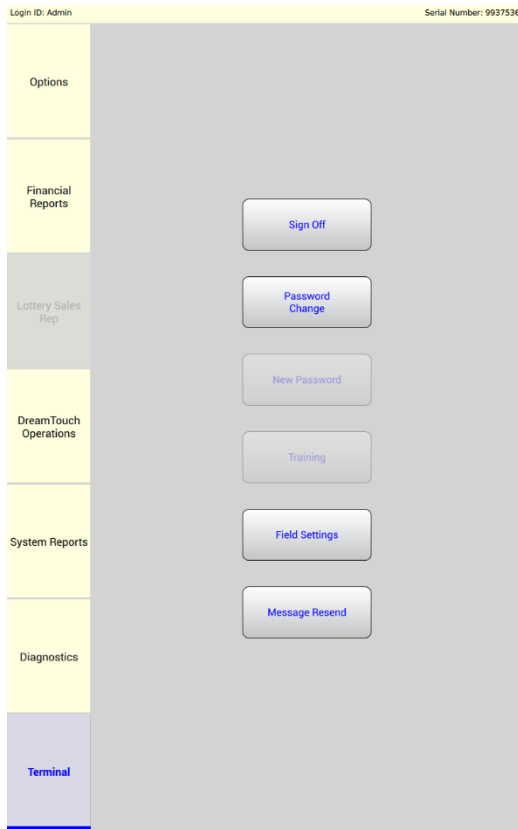 Login ID: Admin
Serial Number: 9937536
Options
Financial
Reports
Lottery Sales
Rep
DreamTouch
Operations
System Reports
Diagnostics
Terminal
Sign Off
Password
Change
New Password
Training
Field Settings
Message Resend